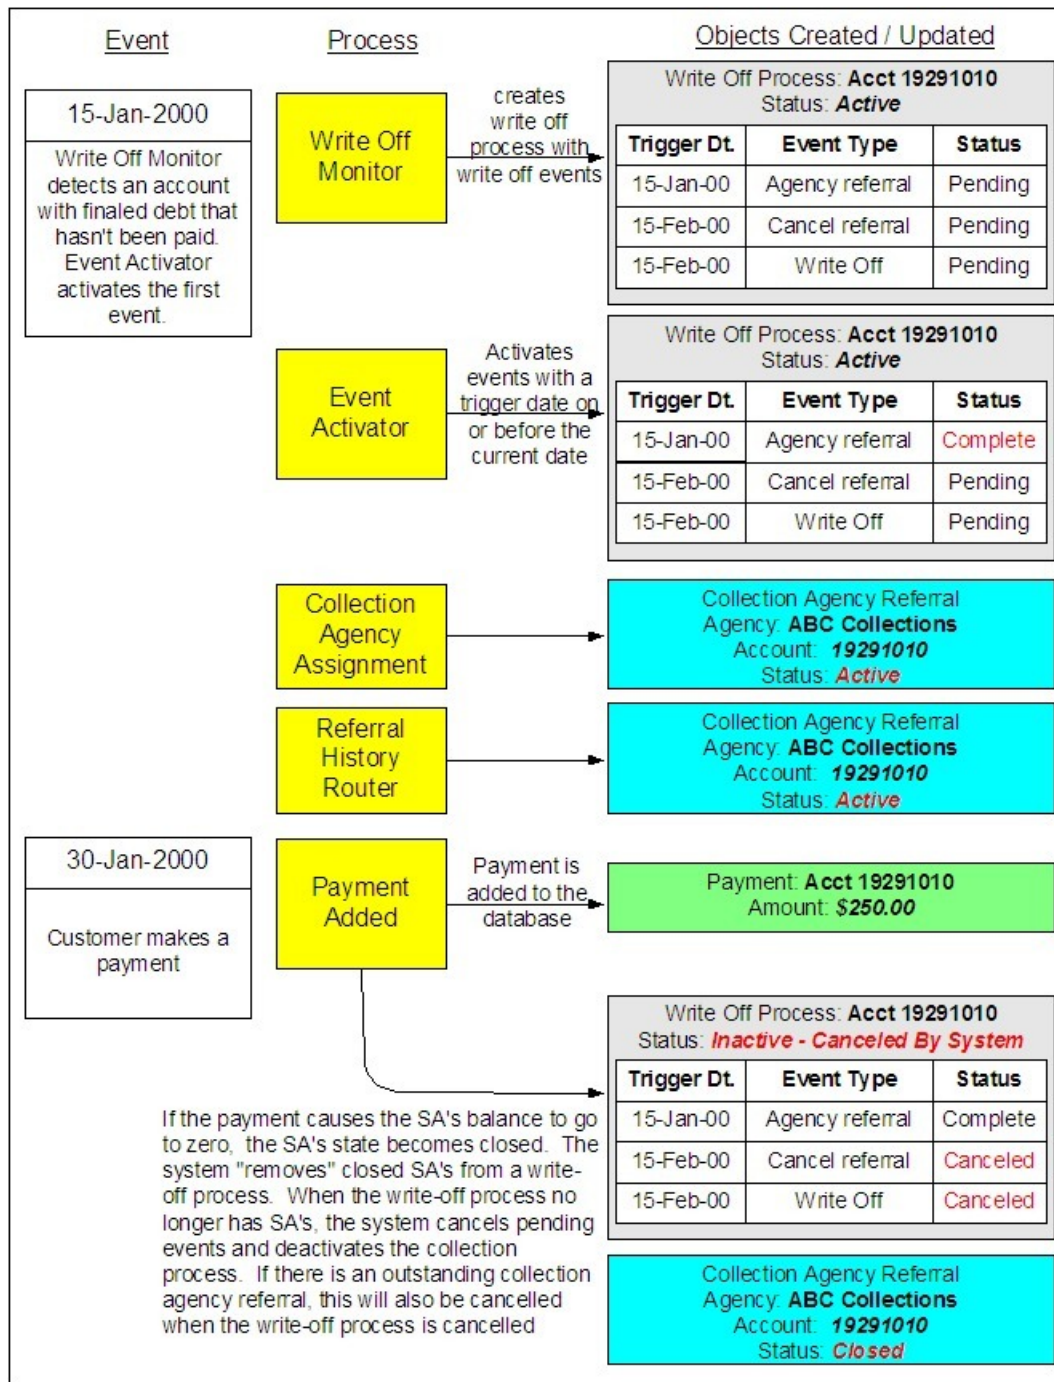 Event
Process
Objects Created / Updated
15-Jan-2000
Write Off Monitor
detects an account
with finaled debt that
hasn't been paid.
Event Activator
activates the first
event.
Write Off
Monitor
creates
write off
process with
write off events
Write Off Process: Acct 19291010
Status: Active
Trigger Dt. Event Type Status
15-Jan-00 Agency referral Pending
15-Feb-00 Cancel referral Pending
15-Feb-00 Write Off Pending
Event
Activator
Activates
events with a
trigger date on
or before the
current date
Write Off Process: Acct 19291010
Status: Active
Trigger Dt. Event Type Status
15-Jan-00 Agency referral Complete
15-Feb-00 Cancel referral Pending
15-Feb-00 Write Off Pending
Collection
Agency
Assignment
Collection Agency Referral
Agency: ABC Collections
Account: 19291010
Status: Active
Referral
History
Router
Collection Agency Referral
Agency: ABC Collections
Account: 19291010
Status: Active
30-Jan-2000
Customer makes a
payment
Payment
Added
Payment is
added to the
database
Payment: Acct 19291010
Amount: $250.00
Write Off Process: Acct 19291010
Status: Inactive - Canceled By System
Trigger Dt. Event Type Status
15-Jan-00 Agency referral Complete
15-Feb-00 Cancel referral Canceled
15-Feb-00 Write Off Canceled
If the payment causes the SA's balance to go
to zero, the SA's state becomes closed. The
system "removes" closed SA's from a write-
off process. When the write-off process no
longer has SA's, the system cancels pending
events and deactivates the collection
process. If there is an outstanding collection
agency referral, this will also be cancelled
when the write-off process is cancelled
Collection Agency Referral
Agency: ABC Collections
Account: 19291010
Status: Closed